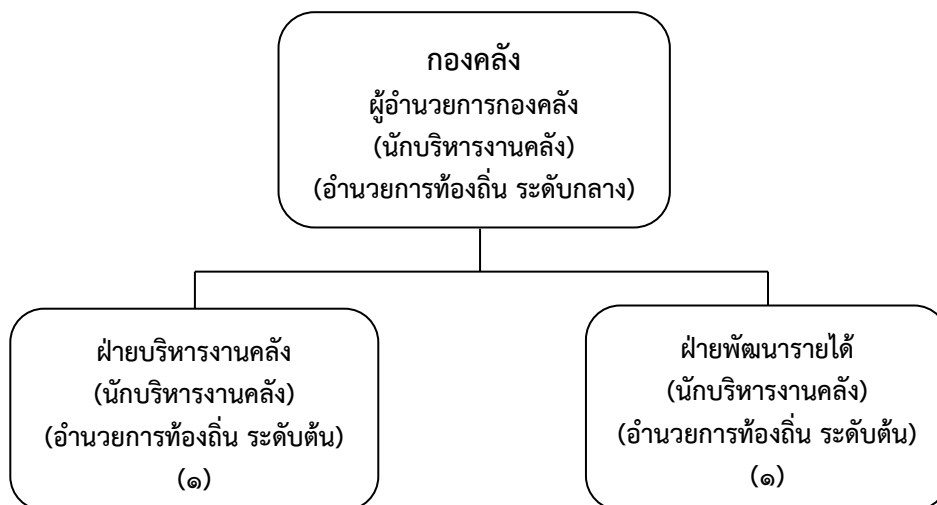 กองคลัง
ผู้อำนวยการกองคลัง
(นักบริหารงานคลัง)
(อำนวยการท้องถิ่น ระดับกลาง)
ฝ่ายบริหารงานคลัง
(นักบริหารงานคลัง)
(อำนวยการท้องถิ่น ระดับต้น)
(๑)
ฝ่ายพัฒนารายได้
(นักบริหารงานคลัง)
(อำนวยการท้องถิ่น ระดับต้น)
(๑)